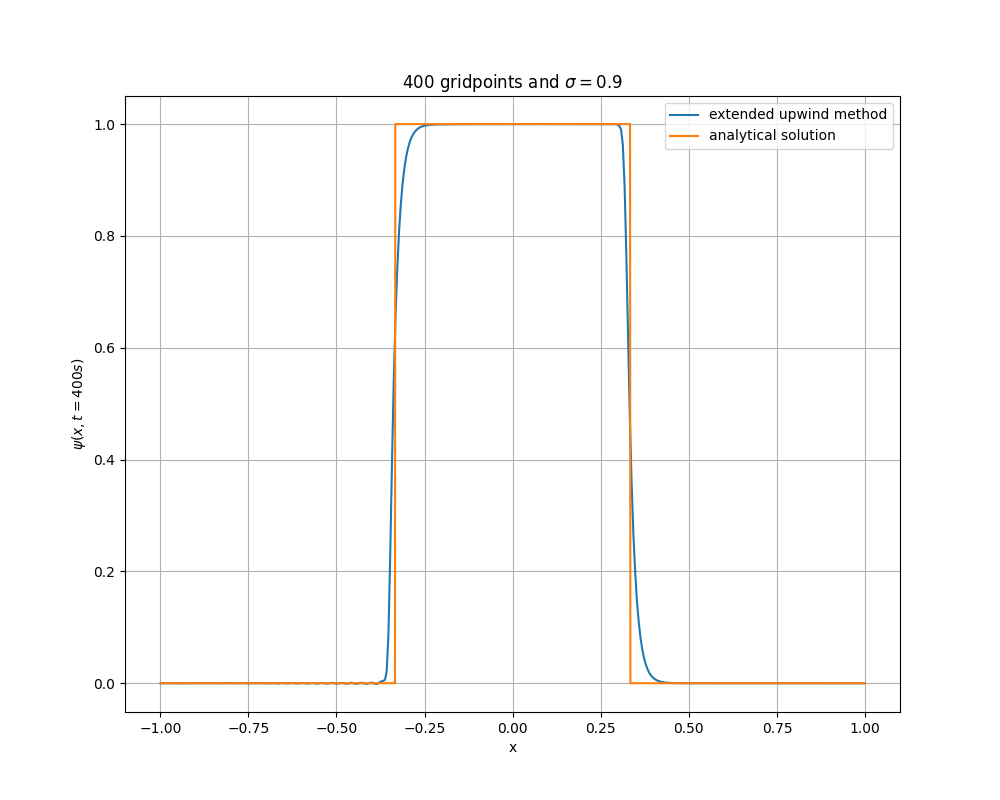 400 gridpoints and σ = 0.9
extended upwind method
analytical solution
1.0
0.8
0.6
0.4
0.2
0.0
ψ(x, t = 400s)
−1.00 −0.75 −0.50 −0.25 0.00 0.25 0.50 0.75 1.00
x